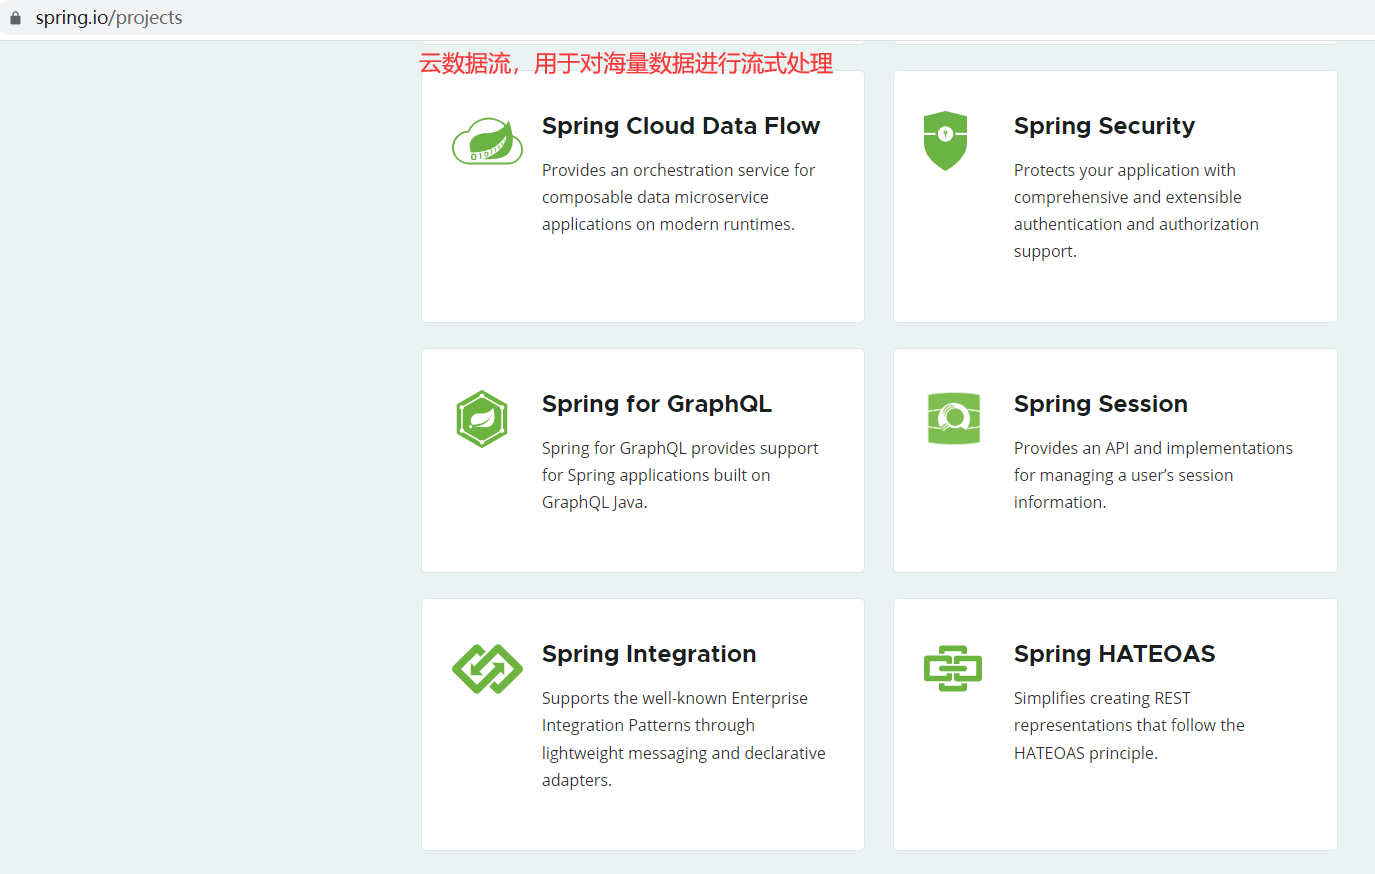 spring.io/projects
云数据流，用于对海量数据进行流式处理
Spring Cloud Data Flow
Provides an orchestration service for
composable data microservice
applications on modern runtimes.
Spring Security
Protects your application with
comprehensive and extensible
authentication and authorization
support.
Spring for GraphQL
Spring for GraphQL provides support
for Spring applications built on
GraphQL Java.
Spring Session
Provides an API and implementations
for managing a user’s session
information.
Spring Integration
Supports the well-known Enterprise
Integration Patterns through
lightweight messaging and declarative
adapters.
Spring HATEOAS
Simplifies creating REST
representations that follow the
HATEOAS principle.